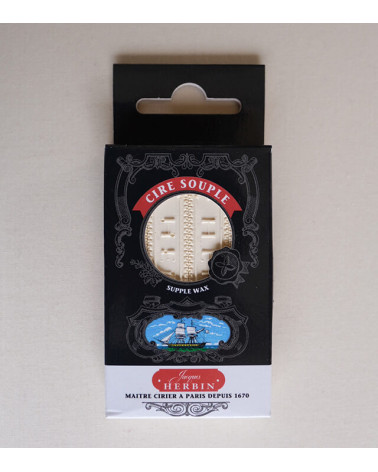 CIRE SOUPLE
SUPPLE WAX
Jacques
HERBIN
MAITRE CIRIER A PARIS DEPUIS 1670